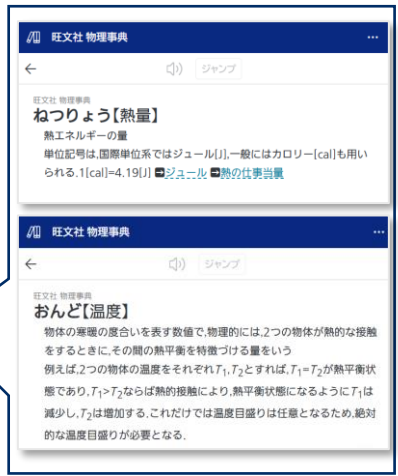 旺文社 物理事典
ジャンプ
旺文社 物理事典
ねつりょう【熱量】
熱エネルギーの量
単位記号は,国際単位系ではジュール[J],一般にはカロリー[cal]も用い
られる.1[cal]=4.19[J] ➡ジュール ➡熱の仕事当量
旺文社 物理事典
ジャンプ
旺文社 物理事典
おんど【温度】
物体の寒暖の度合いを表す数値で,物理的には,2つの物体が熱的な接触
をするときに,その間の熱平衡を特徴づける量をいう
例えば,2つの物体の温度をそれぞれT₁,T₂とすれば,T₁=T₂が熱平衡状
態であり,T₁>T₂ならば熱的接触により,熱平衡状態になるようにT₁は
減少し,T₂は増加する.これだけでは温度目盛りは任意となるため,絶対
的な温度目盛りが必要となる.